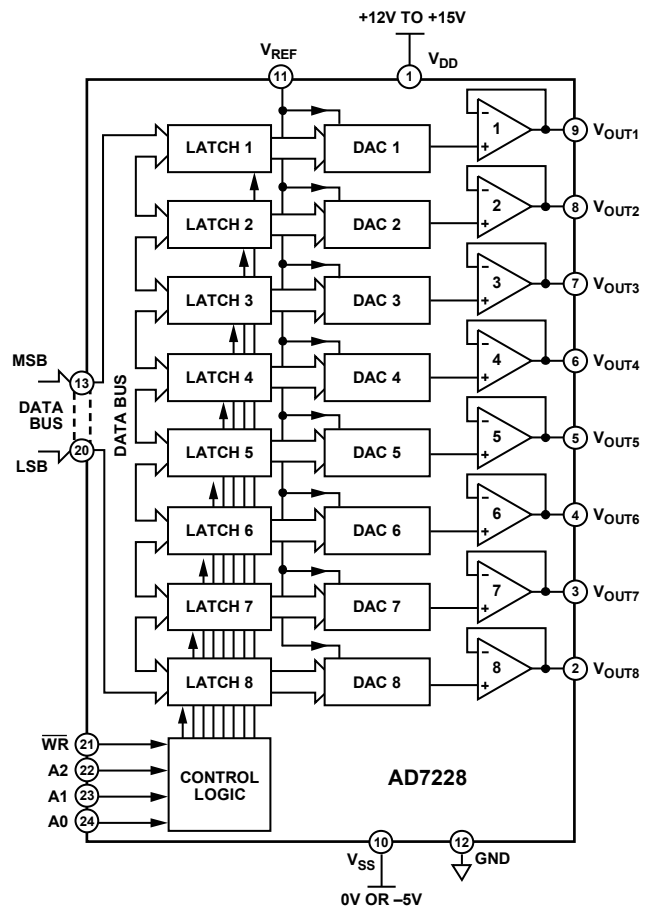 +12V TO +15V
VREF
VDD
11
1
LATCH 1
DAC 1
−
+
1
9
VOUT1
LATCH 2
DAC 2
−
+
2
8
VOUT2
LATCH 3
DAC 3
−
+
3
7
VOUT3
MSB
13
LATCH 4
DAC 4
−
+
4
6
VOUT4
DATA
BUS
DATA BUS
LSB
20
LATCH 5
DAC 5
−
+
5
5
VOUT5
LATCH 6
DAC 6
−
+
6
4
VOUT6
LATCH 7
DAC 7
−
+
7
3
VOUT7
LATCH 8
DAC 8
−
+
8
2
VOUT8
WR 21
A2 22
A1 23
A0 24
CONTROL
LOGIC
AD7228
VSS
10
12
GND
0V OR –5V